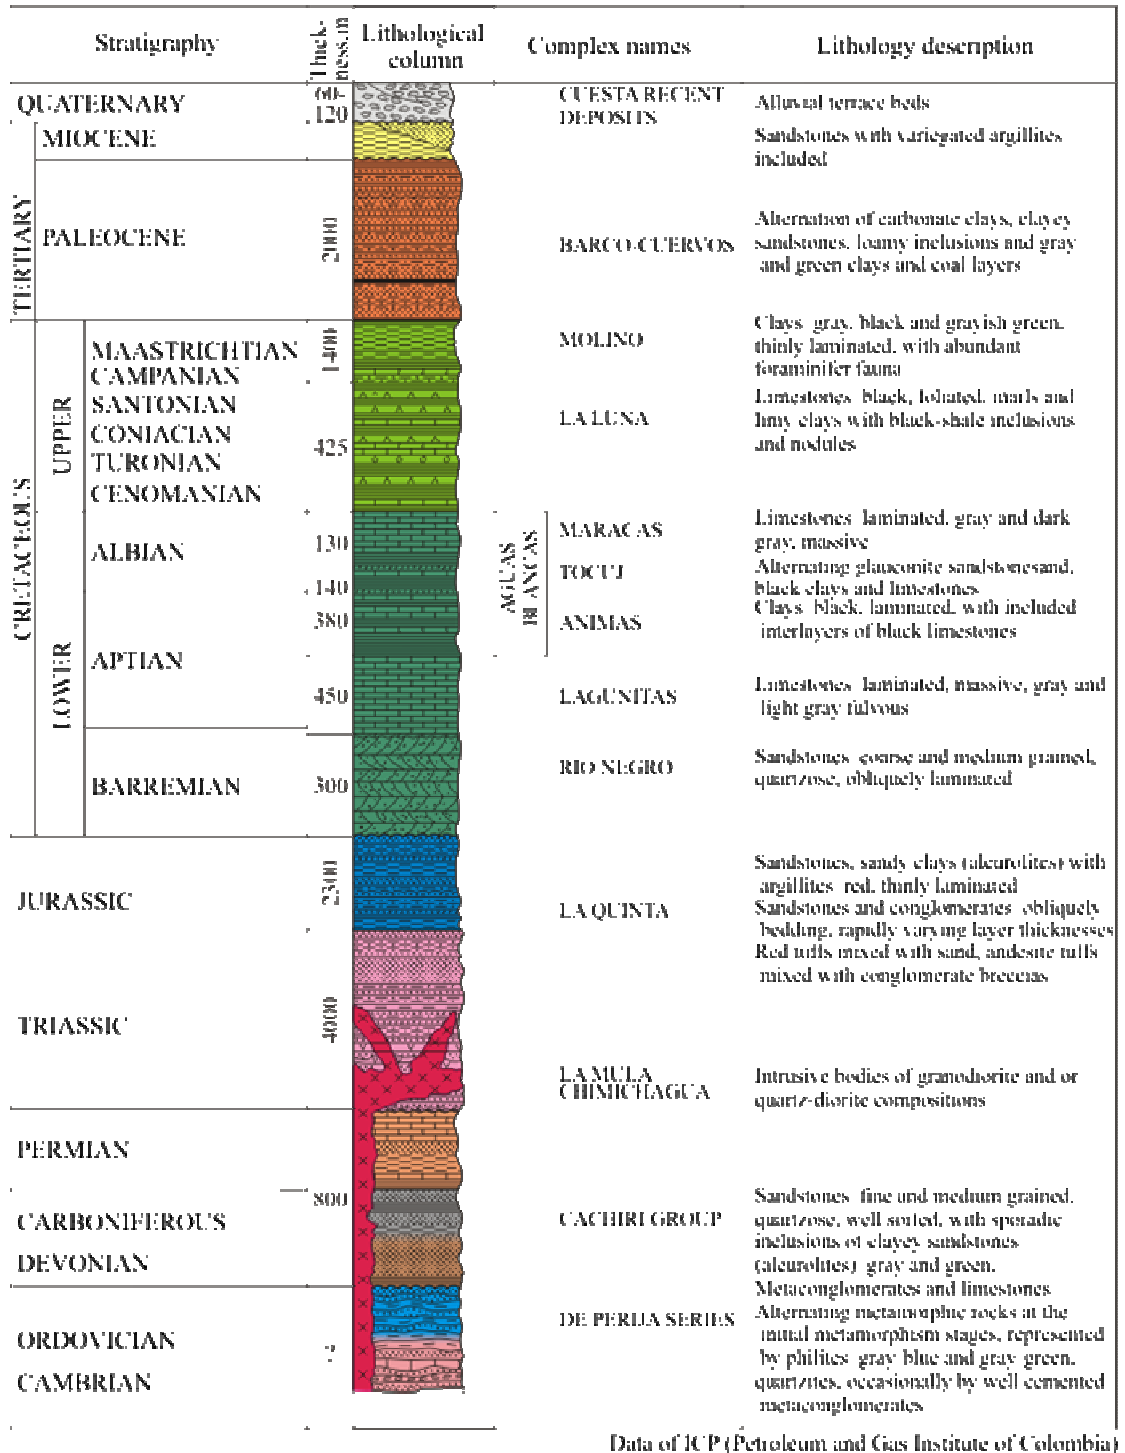 Stratigraphy
Thick-
ness.m
Lithological
column
Complex names
Lithology description
QUATERNARY
60-
120
CUESTA RECENT
DEPOSITS
Alluvial terrace beds
TERTIARY
MIOCENE
Sandstones with variegated argillites
included
PALEOCENE
2000
BARCO-CUERVOS
Alternation of carbonate clays, clayey
sandstones, loamy inclusions and gray
and green clays and coal layers
CRETACEOUS
UPPER
MAASTRICHTIAN
CAMPANIAN
SANTONIAN
CONIACIAN
TURONIAN
CENOMANIAN
1400
MOLINO
Clays gray, black and grayish green,
thinly laminated, with abundant
foraminifer fauna
425
LA LUNA
Limestones black, foliated, marls and
limy clays with black-shale inclusions
and nodules
LOWER
ALBIAN
APTIAN
BARREMIAN
AGUAS
BLANCAS
130
MARACAS
Limestones laminated, gray and dark
gray, massive
140
TOCUJ
Alternating glauconite sandstonesand,
black clays and limestones
380
ANIMAS
Clays black, laminated, with included
interlayers of black limestones
450
LAGUNITAS
Limestones laminated, massive, gray and
light gray fulvous
300
RIO NEGRO
Sandstones coarse and medium grained,
quartzose, obliquely laminated
JURASSIC
2300
LA QUINTA
Sandstones, sandy clays (aleurolites) with
argillites red, thinly laminated
Sandstones and conglomerates obliquely
bedding, rapidly varying layer thicknesses
Red tuffs mixed with sand, andesite tuffs
mixed with conglomerate breccias
TRIASSIC
4000
LA MULA
CHIMICHAGUA
Intrusive bodies of granodiorite and or
quartz-diorite compositions
PERMIAN
800
CARBONIFEROUS
DEVONIAN
CACHIRI GROUP
Sandstones fine and medium grained,
quartzose, well sorted, with sporadic
inclusions of clayey sandstones
(aleurolites) gray and green.
Metaconglomerates and limestones
ORDOVICIAN
CAMBRIAN
?
DE PERIJA SERIES
Alternating metamorphic rocks at the
initial metamorphism stages, represented
by philites gray blue and gray green,
quartzites, occasionally by well cemented
metaconglomerates
Data of ICP (Petroleum and Gas Institute of Colombia)